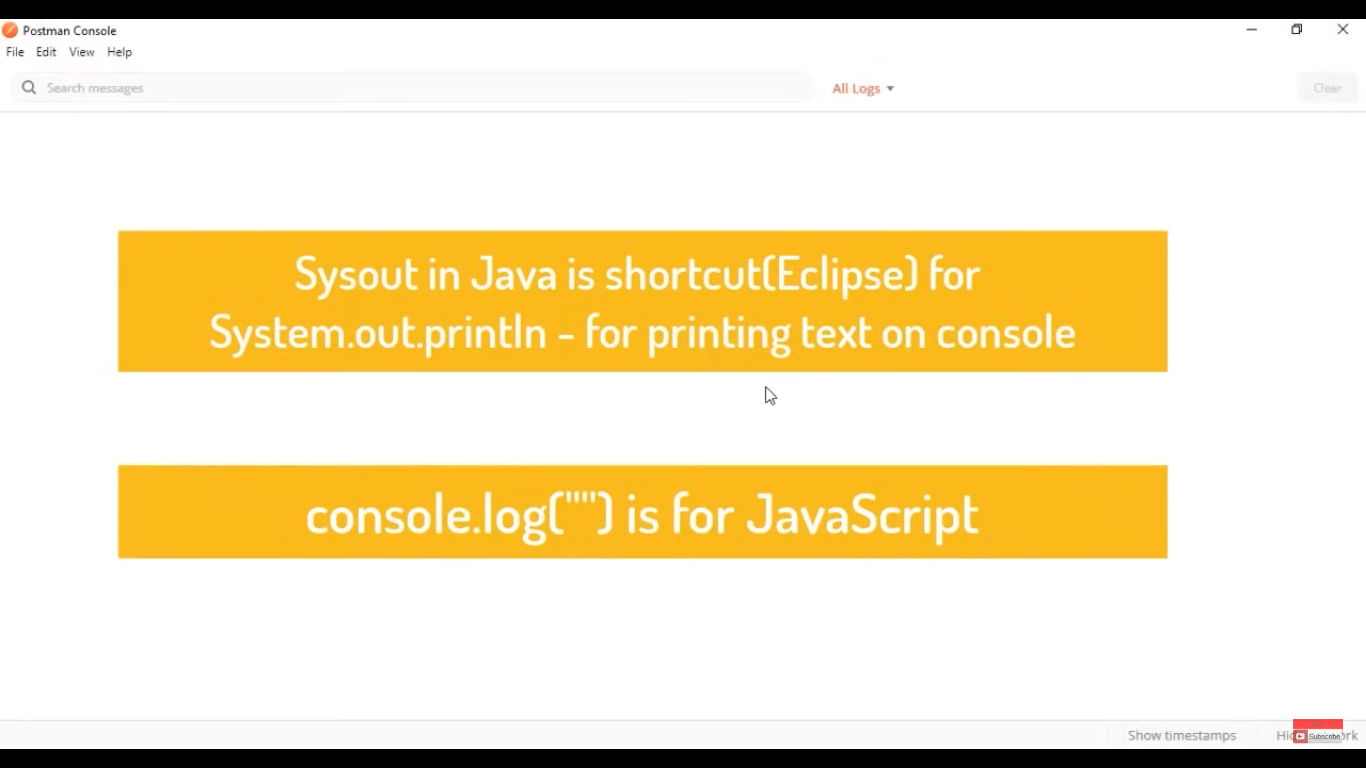 Postman Console
File Edit View Help
Search messages
All Logs
Clear
Sysout in Java is shortcut(Eclipse) for
System.out.println - for printing text on console
console.log("") is for JavaScript
Show timestamps
Subscribe